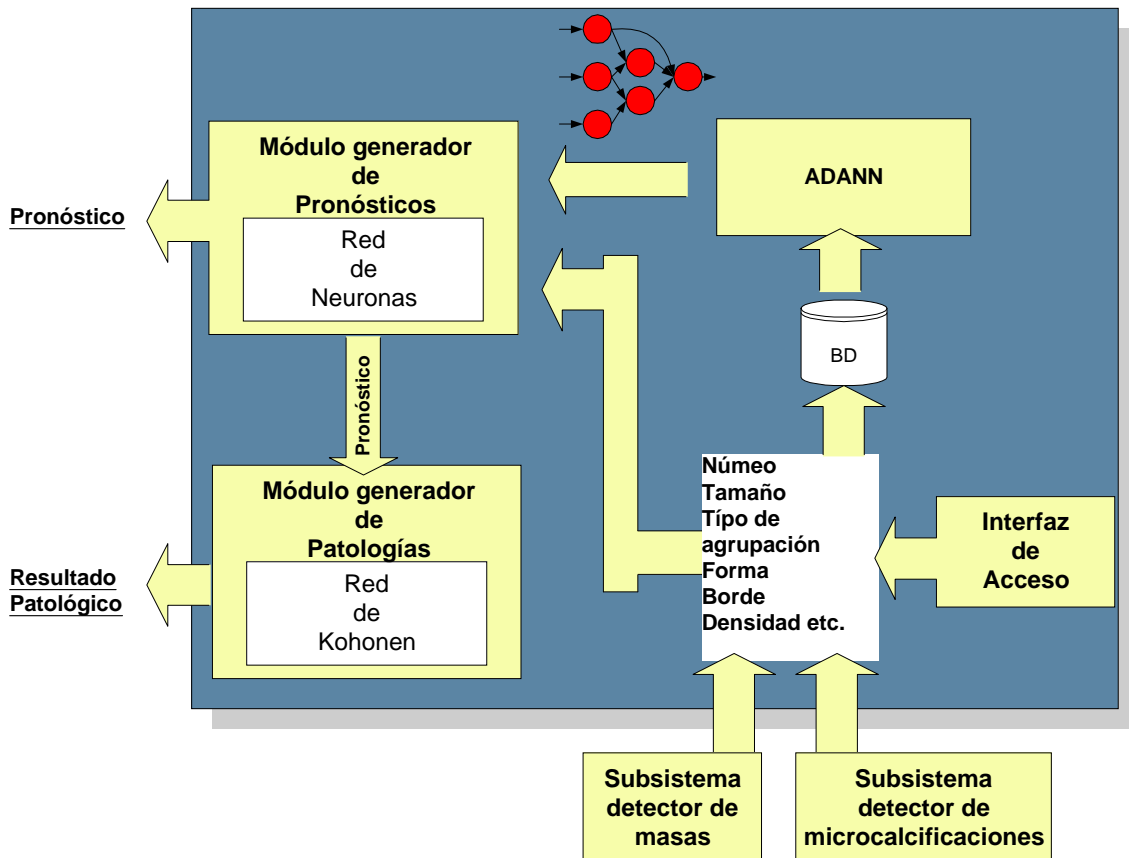 Módulo generador
de
Pronósticos
Red
de
Neuronas
ADANN
Pronóstico
BD
Pronóstico
Módulo generador
de
Patologías
Red
de
Kohonen
Resultado
Patológico
Númeo
Tamaño
Típo de
agrupación
Forma
Borde
Densidad etc.
Interfaz
de
Acceso
Subsistema
detector de
masas
Subsistema
detector de
microcalcificaciones